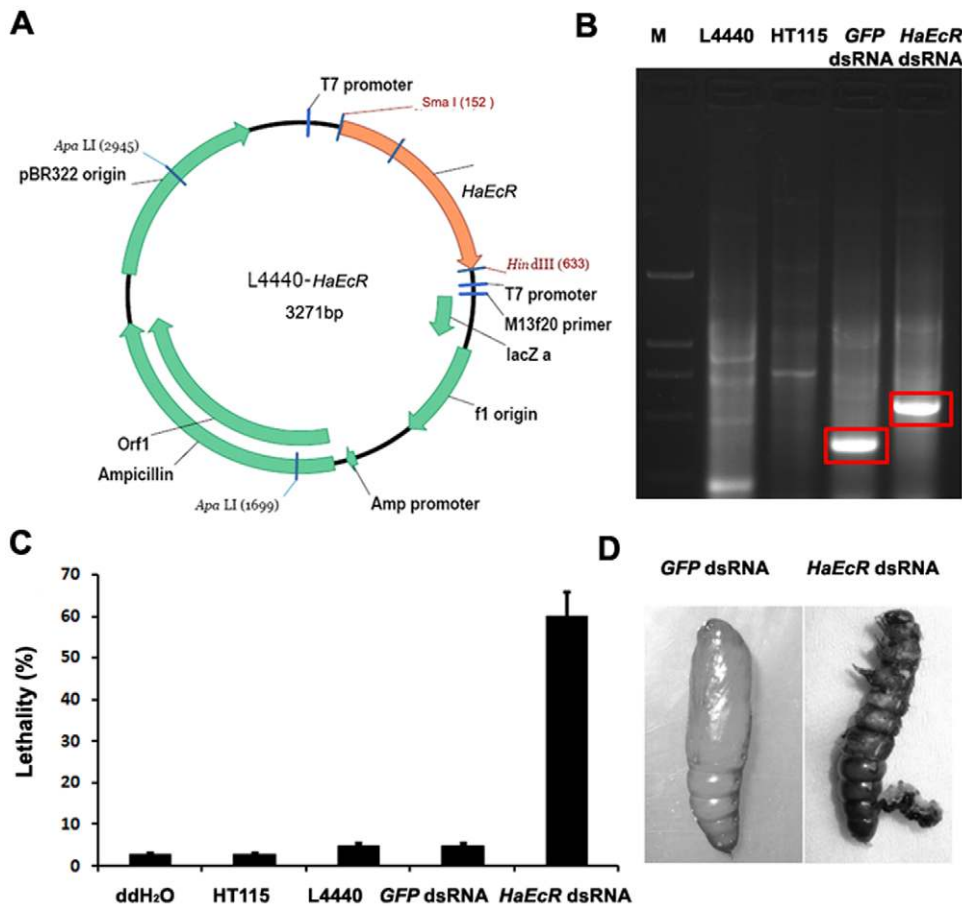 A
T7 promoter
Sma I (152 )
Apa LI (2945)
pBR322 origin
HaEcR
L4440-HaEcR
3271bp
Hin dIII (633)
T7 promoter
M13f20 primer
lacZ a
f1 origin
Orf1
Ampicillin
Apa LI (1699)
Amp promoter
B
M L4440 HT115 GFP dsRNA HaEcR dsRNA
C
Lethality (%)
70
60
50
40
30
20
10
0
ddH₂O HT115 L4440 GFP dsRNA HaEcR dsRNA
D
GFP dsRNA HaEcR dsRNA